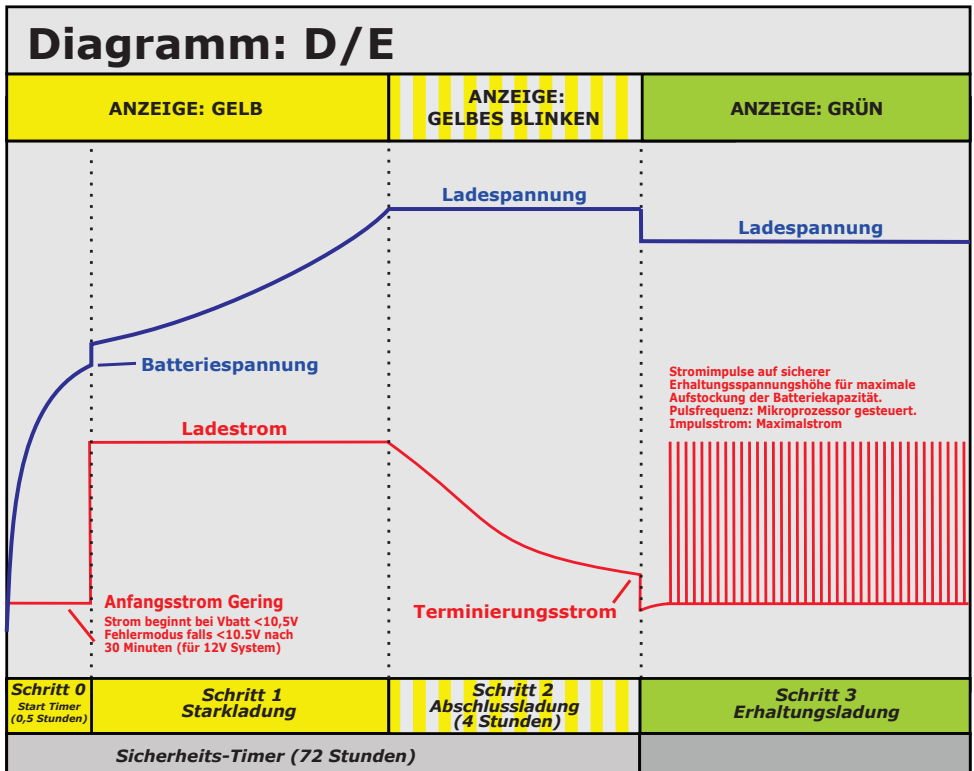 Diagramm: D/E
ANZEIGE: GELB
ANZEIGE:
GELBES BLINKEN
ANZEIGE: GRÜN
Ladespannung
Ladespannung
Batteriespannung
Stromimpulse auf sicherer
Erhaltungsspannungshöhe für maximale
Aufstockung der Batteriekapazität.
Pulsfrequenz: Mikroprozessor gesteuert.
Impulsstrom: Maximalstrom
Ladestrom
Anfangsstrom Gering
Strom beginnt bei Vbatt <10,5V
Fehlermodus falls <10.5V nach
30 Minuten (für 12V System)
Terminierungsstrom
Schritt 0
Start Timer
(0,5 Stunden)
Schritt 1
Starkladung
Schritt 2
Abschlussladung
(4 Stunden)
Schritt 3
Erhaltungsladung
Sicherheits-Timer (72 Stunden)